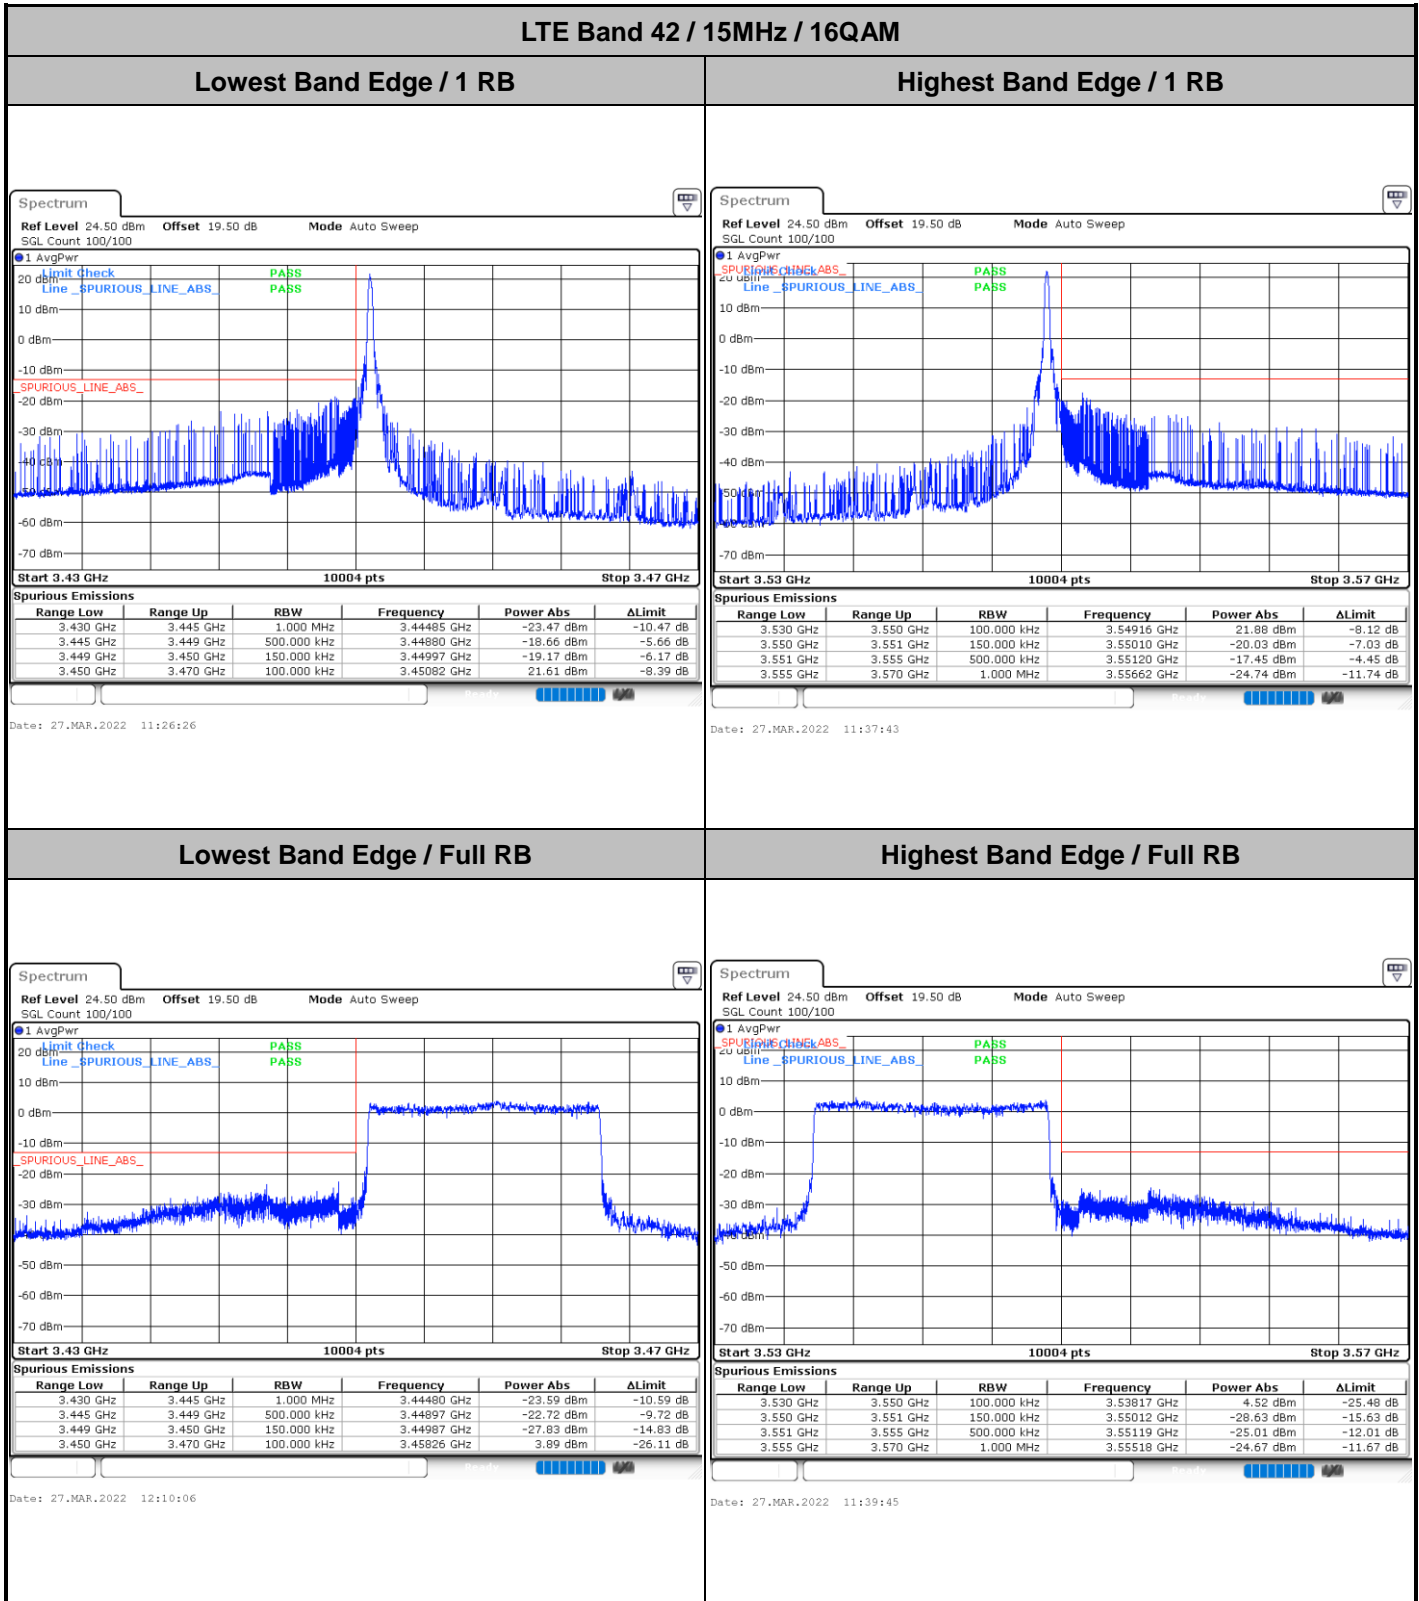 LTE Band 42 / 15MHz / 16QAM
Lowest Band Edge / 1 RB
Highest Band Edge / 1 RB
Spectrum
Ref Level 24.50 dBm Offset 19.50 dB Mode Auto Sweep
SGL Count 100/100
1 AvgPwr
Limit Check PASS
20 dBm
Line _SPURIOUS_LINE_ABS_ PASS
10 dBm
0 dBm
-10 dBm
_SPURIOUS_LINE_ABS_
-20 dBm
-30 dBm
-40 dBm
-60 dBm
-70 dBm
Start 3.43 GHz 10004 pts Stop 3.47 GHz
Spurious Emissions
Range Low Range Up RBW Frequency Power Abs ΔLimit
3.430 GHz 3.445 GHz 1.000 MHz 3.44485 GHz -23.47 dBm -10.47 dB
3.445 GHz 3.449 GHz 500.000 kHz 3.44880 GHz -18.66 dBm -5.66 dB
3.449 GHz 3.450 GHz 150.000 kHz 3.44997 GHz -19.17 dBm -6.17 dB
3.450 GHz 3.470 GHz 100.000 kHz 3.45082 GHz 21.61 dBm -8.39 dB
Ready
Date: 27.MAR.2022 11:26:26
Spectrum
Ref Level 24.50 dBm Offset 19.50 dB Mode Auto Sweep
SGL Count 100/100
1 AvgPwr
_SPURIOUS_LINE_ABS_
Limit Check PASS
20 dBm
Line _SPURIOUS_LINE_ABS_ PASS
10 dBm
0 dBm
-10 dBm
-20 dBm
-30 dBm
-40 dBm
-50 dBm
-60 dBm
-70 dBm
Start 3.53 GHz 10004 pts Stop 3.57 GHz
Spurious Emissions
Range Low Range Up RBW Frequency Power Abs ΔLimit
3.530 GHz 3.550 GHz 100.000 kHz 3.54916 GHz 21.88 dBm -8.12 dB
3.550 GHz 3.551 GHz 150.000 kHz 3.55010 GHz -20.03 dBm -7.03 dB
3.551 GHz 3.555 GHz 500.000 kHz 3.55120 GHz -17.45 dBm -4.45 dB
3.555 GHz 3.570 GHz 1.000 MHz 3.55662 GHz -24.74 dBm -11.74 dB
Ready
Date: 27.MAR.2022 11:37:43
Lowest Band Edge / Full RB
Highest Band Edge / Full RB
Spectrum
Ref Level 24.50 dBm Offset 19.50 dB Mode Auto Sweep
SGL Count 100/100
1 AvgPwr
Limit Check PASS
20 dBm
Line _SPURIOUS_LINE_ABS_ PASS
10 dBm
0 dBm
-10 dBm
_SPURIOUS_LINE_ABS_
-20 dBm
-30 dBm
-50 dBm
-60 dBm
-70 dBm
Start 3.43 GHz 10004 pts Stop 3.47 GHz
Spurious Emissions
Range Low Range Up RBW Frequency Power Abs ΔLimit
3.430 GHz 3.445 GHz 1.000 MHz 3.44480 GHz -23.59 dBm -10.59 dB
3.445 GHz 3.449 GHz 500.000 kHz 3.44897 GHz -22.72 dBm -9.72 dB
3.449 GHz 3.450 GHz 150.000 kHz 3.44987 GHz -27.83 dBm -14.83 dB
3.450 GHz 3.470 GHz 100.000 kHz 3.45826 GHz 3.89 dBm -26.11 dB
Ready
Date: 27.MAR.2022 12:10:06
Spectrum
Ref Level 24.50 dBm Offset 19.50 dB Mode Auto Sweep
SGL Count 100/100
1 AvgPwr
_SPURIOUS_LINE_ABS_
Limit Check PASS
20 dBm
Line _SPURIOUS_LINE_ABS_ PASS
10 dBm
0 dBm
-10 dBm
-20 dBm
-30 dBm
-40 dBm
-50 dBm
-60 dBm
-70 dBm
Start 3.53 GHz 10004 pts Stop 3.57 GHz
Spurious Emissions
Range Low Range Up RBW Frequency Power Abs ΔLimit
3.530 GHz 3.550 GHz 100.000 kHz 3.53817 GHz 4.52 dBm -25.48 dB
3.550 GHz 3.551 GHz 150.000 kHz 3.55012 GHz -28.63 dBm -15.63 dB
3.551 GHz 3.555 GHz 500.000 kHz 3.55119 GHz -25.01 dBm -12.01 dB
3.555 GHz 3.570 GHz 1.000 MHz 3.55518 GHz -24.67 dBm -11.67 dB
Ready
Date: 27.MAR.2022 11:39:45